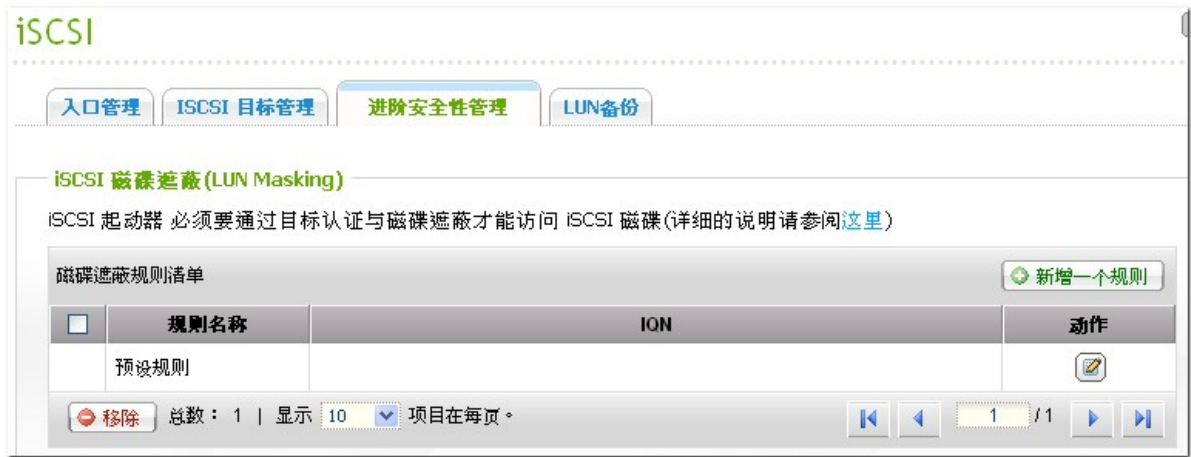 iSCSI
入口管理 ISCSI 目标管理 进阶安全性管理 LUN备份
iSCSI 磁碟遮蔽(LUN Masking)
iSCSI 起动器 必须要通过目标认证与磁碟遮蔽才能访问 iSCSI 磁碟(详细的说明请参阅这里)
磁碟遮蔽规则清单 新增一个规则
规则名称 IQN 动作
预设规则
移除 总数： 1 | 显示 10 项目在每页。 1 / 1